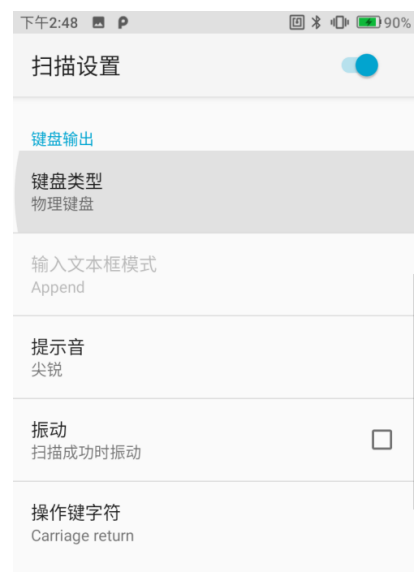 下午2:48 90%
扫描设置
键盘输出
键盘类型
物理键盘
输入文本框模式
Append
提示音
尖锐
振动
扫描成功时振动
操作键字符
Carriage return